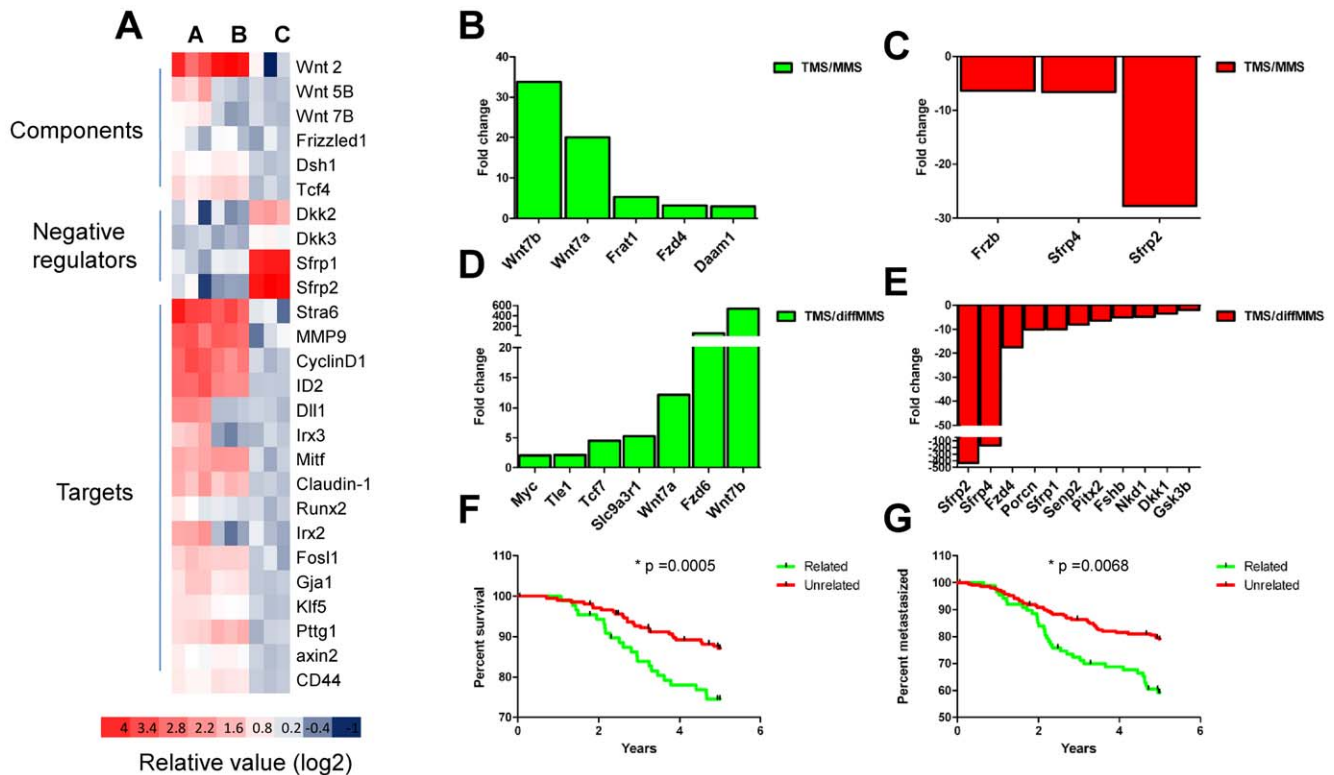 A
A B C
Wnt 2
Wnt 5B
Wnt 7B
Frizzled1
Dsh1
Tcf4
Dkk2
Dkk3
Sfrp1
Sfrp2
Stra6
MMP9
CyclinD1
ID2
Dll1
Irx3
Mitf
Claudin-1
Runx2
Irx2
Fosl1
Gja1
Klf5
Pttg1
axin2
CD44
Components
Negative
regulators
Targets
4 3.4 2.8 2.2 1.6 0.8 0.2 -0.4 -1
Relative value (log2)
B
Fold change
40
30
20
10
0
Wnt7b
Wnt7a
Frat1
Fzd4
Daam1
TMS/MMS
C
Fold change
0
-10
-20
-30
Frzb
Sfrp4
Sfrp2
TMS/MMS
D
Fold change
600
400
200
20
15
10
5
0
Myc
Tle1
Tcf7
Slc9a3r1
Wnt7a
Fzd6
Wnt7b
TMS/diffMMS
E
Fold change
0
-10
-20
-30
-40
-50
-100
-200
-300
-400
-500
Sfrp2
Sfrp4
Fzd4
Porcn
Sfrp1
Senp2
Pitx2
Fshb
Nkd1
Dkk1
Gsk3b
TMS/diffMMS
F
Percent survival
110
100
90
80
70
0 2 4 6
Years
* p =0.0005
Related
Unrelated
G
Percent metastasized
110
100
90
80
70
60
50
0 2 4 6
Years
* p =0.0068
Related
Unrelated